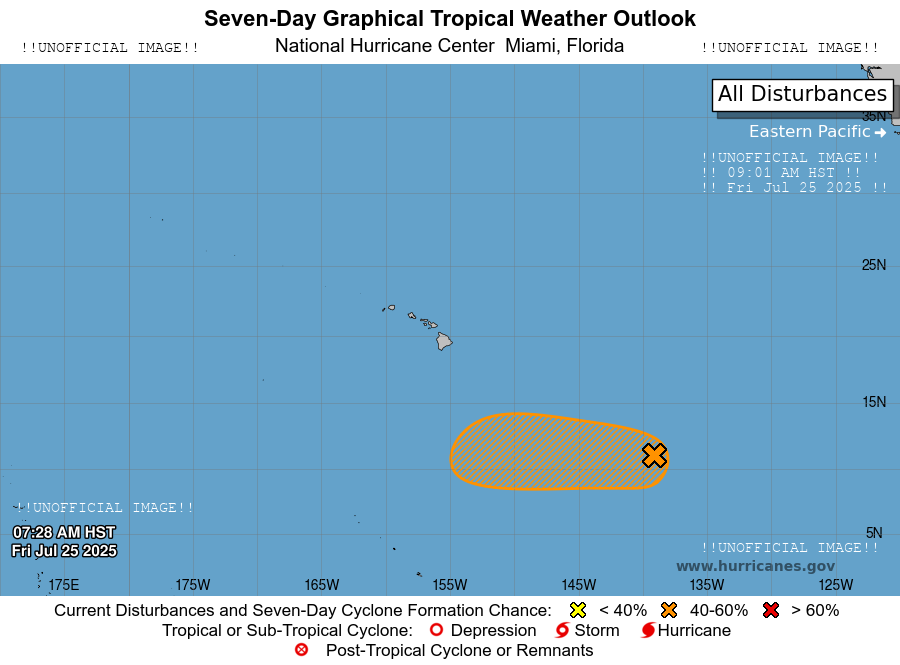 Seven-Day Graphical Tropical Weather Outlook
National Hurricane Center Miami, Florida
!!UNOFFICIAL IMAGE!!
!!UNOFFICIAL IMAGE!!
All Disturbances
35N
Eastern Pacific
!!UNOFFICIAL IMAGE!!
!! 09:01 AM HST !!
!! Fri Jul 25 2025 !!
25N
15N
!!UNOFFICIAL IMAGE!!
07:28 AM HST
Fri Jul 25 2025
5N
!!UNOFFICIAL IMAGE!!
www.hurricanes.gov
175E 175W 165W 155W 145W 135W 125W
Current Disturbances and Seven-Day Cyclone Formation Chance: < 40% 40-60% > 60%
Tropical or Sub-Tropical Cyclone: Depression Storm Hurricane
Post-Tropical Cyclone or Remnants